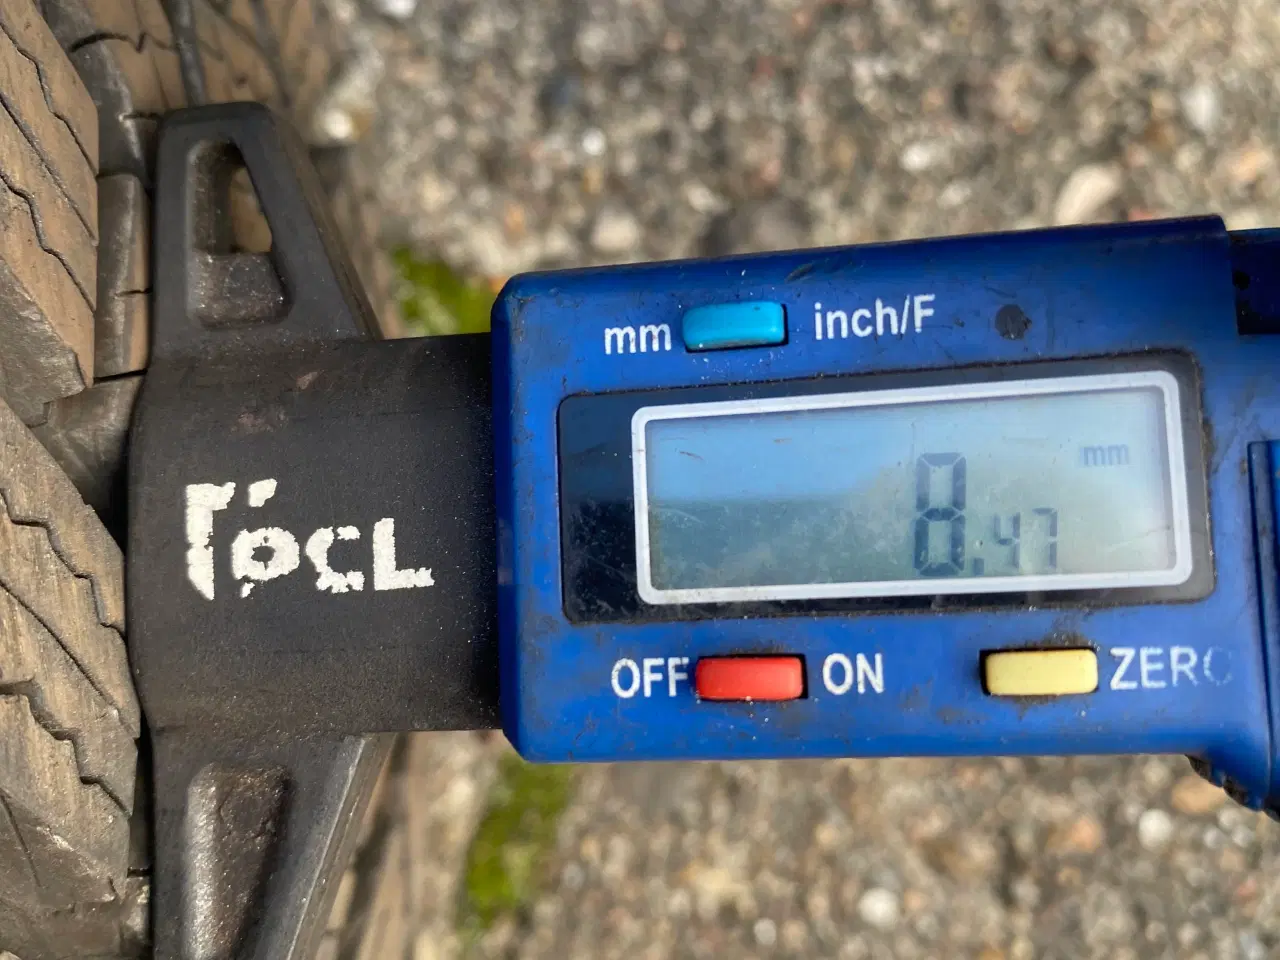 mm inch/F
mm
8.47
OFF ON ZERO